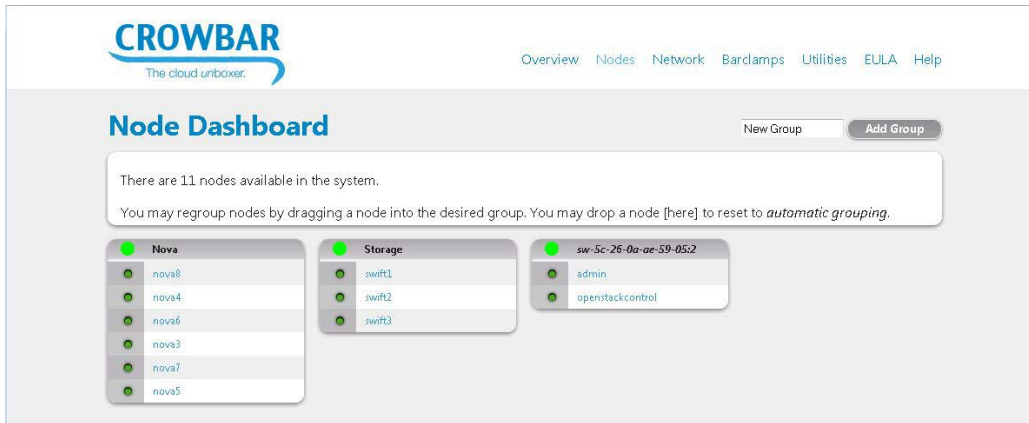 CROWBAR
The cloud unboxer.
Overview Nodes Network Barclamps Utilities EULA Help
Node Dashboard
New Group Add Group
There are 11 nodes available in the system.
You may regroup nodes by dragging a node into the desired group. You may drop a node [here] to reset to automatic grouping.
Nova
nova8
nova4
nova6
nova3
nova7
nova5
Storage
swift1
swift2
swift3
sw-5c-26-0a-ae-59-05:2
admin
openstackcontrol